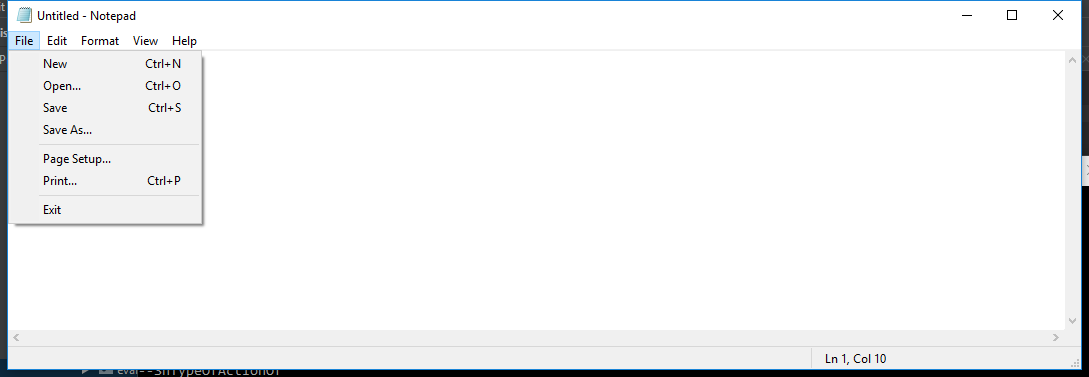 Untitled - Notepad
File Edit Format View Help
New Ctrl+N
Open... Ctrl+O
Save Ctrl+S
Save As...
Page Setup...
Print... Ctrl+P
Exit
Ln 1, Col 10